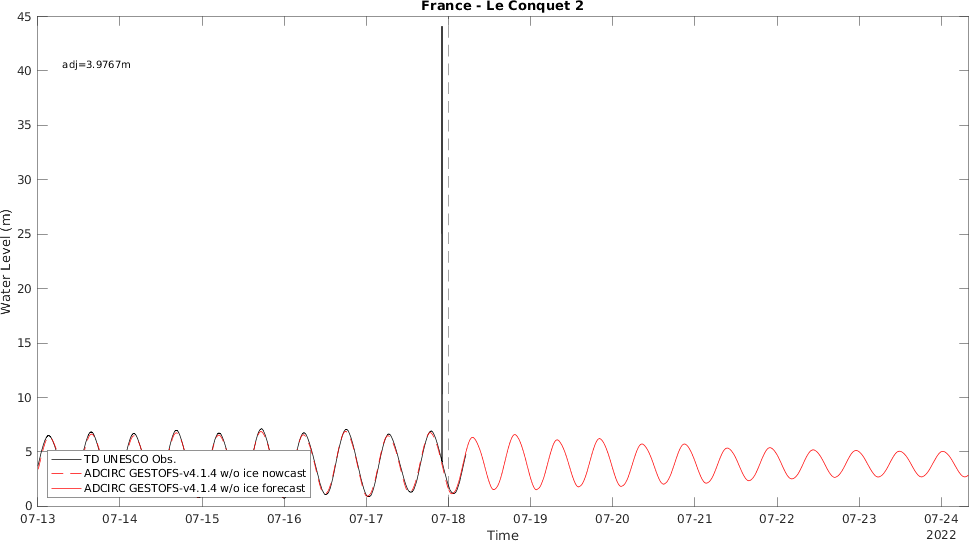 France - Le Conquet 2
45
adj=3.9767m
40
35
30
25
20
15
10
5
0
Water Level (m)
TD UNESCO Obs.
ADCIRC GESTOFS-v4.1.4 w/o ice nowcast
ADCIRC GESTOFS-v4.1.4 w/o ice forecast
07-13 07-14 07-15 07-16 07-17 07-18 07-19 07-20 07-21 07-22 07-23 07-24
Time
2022